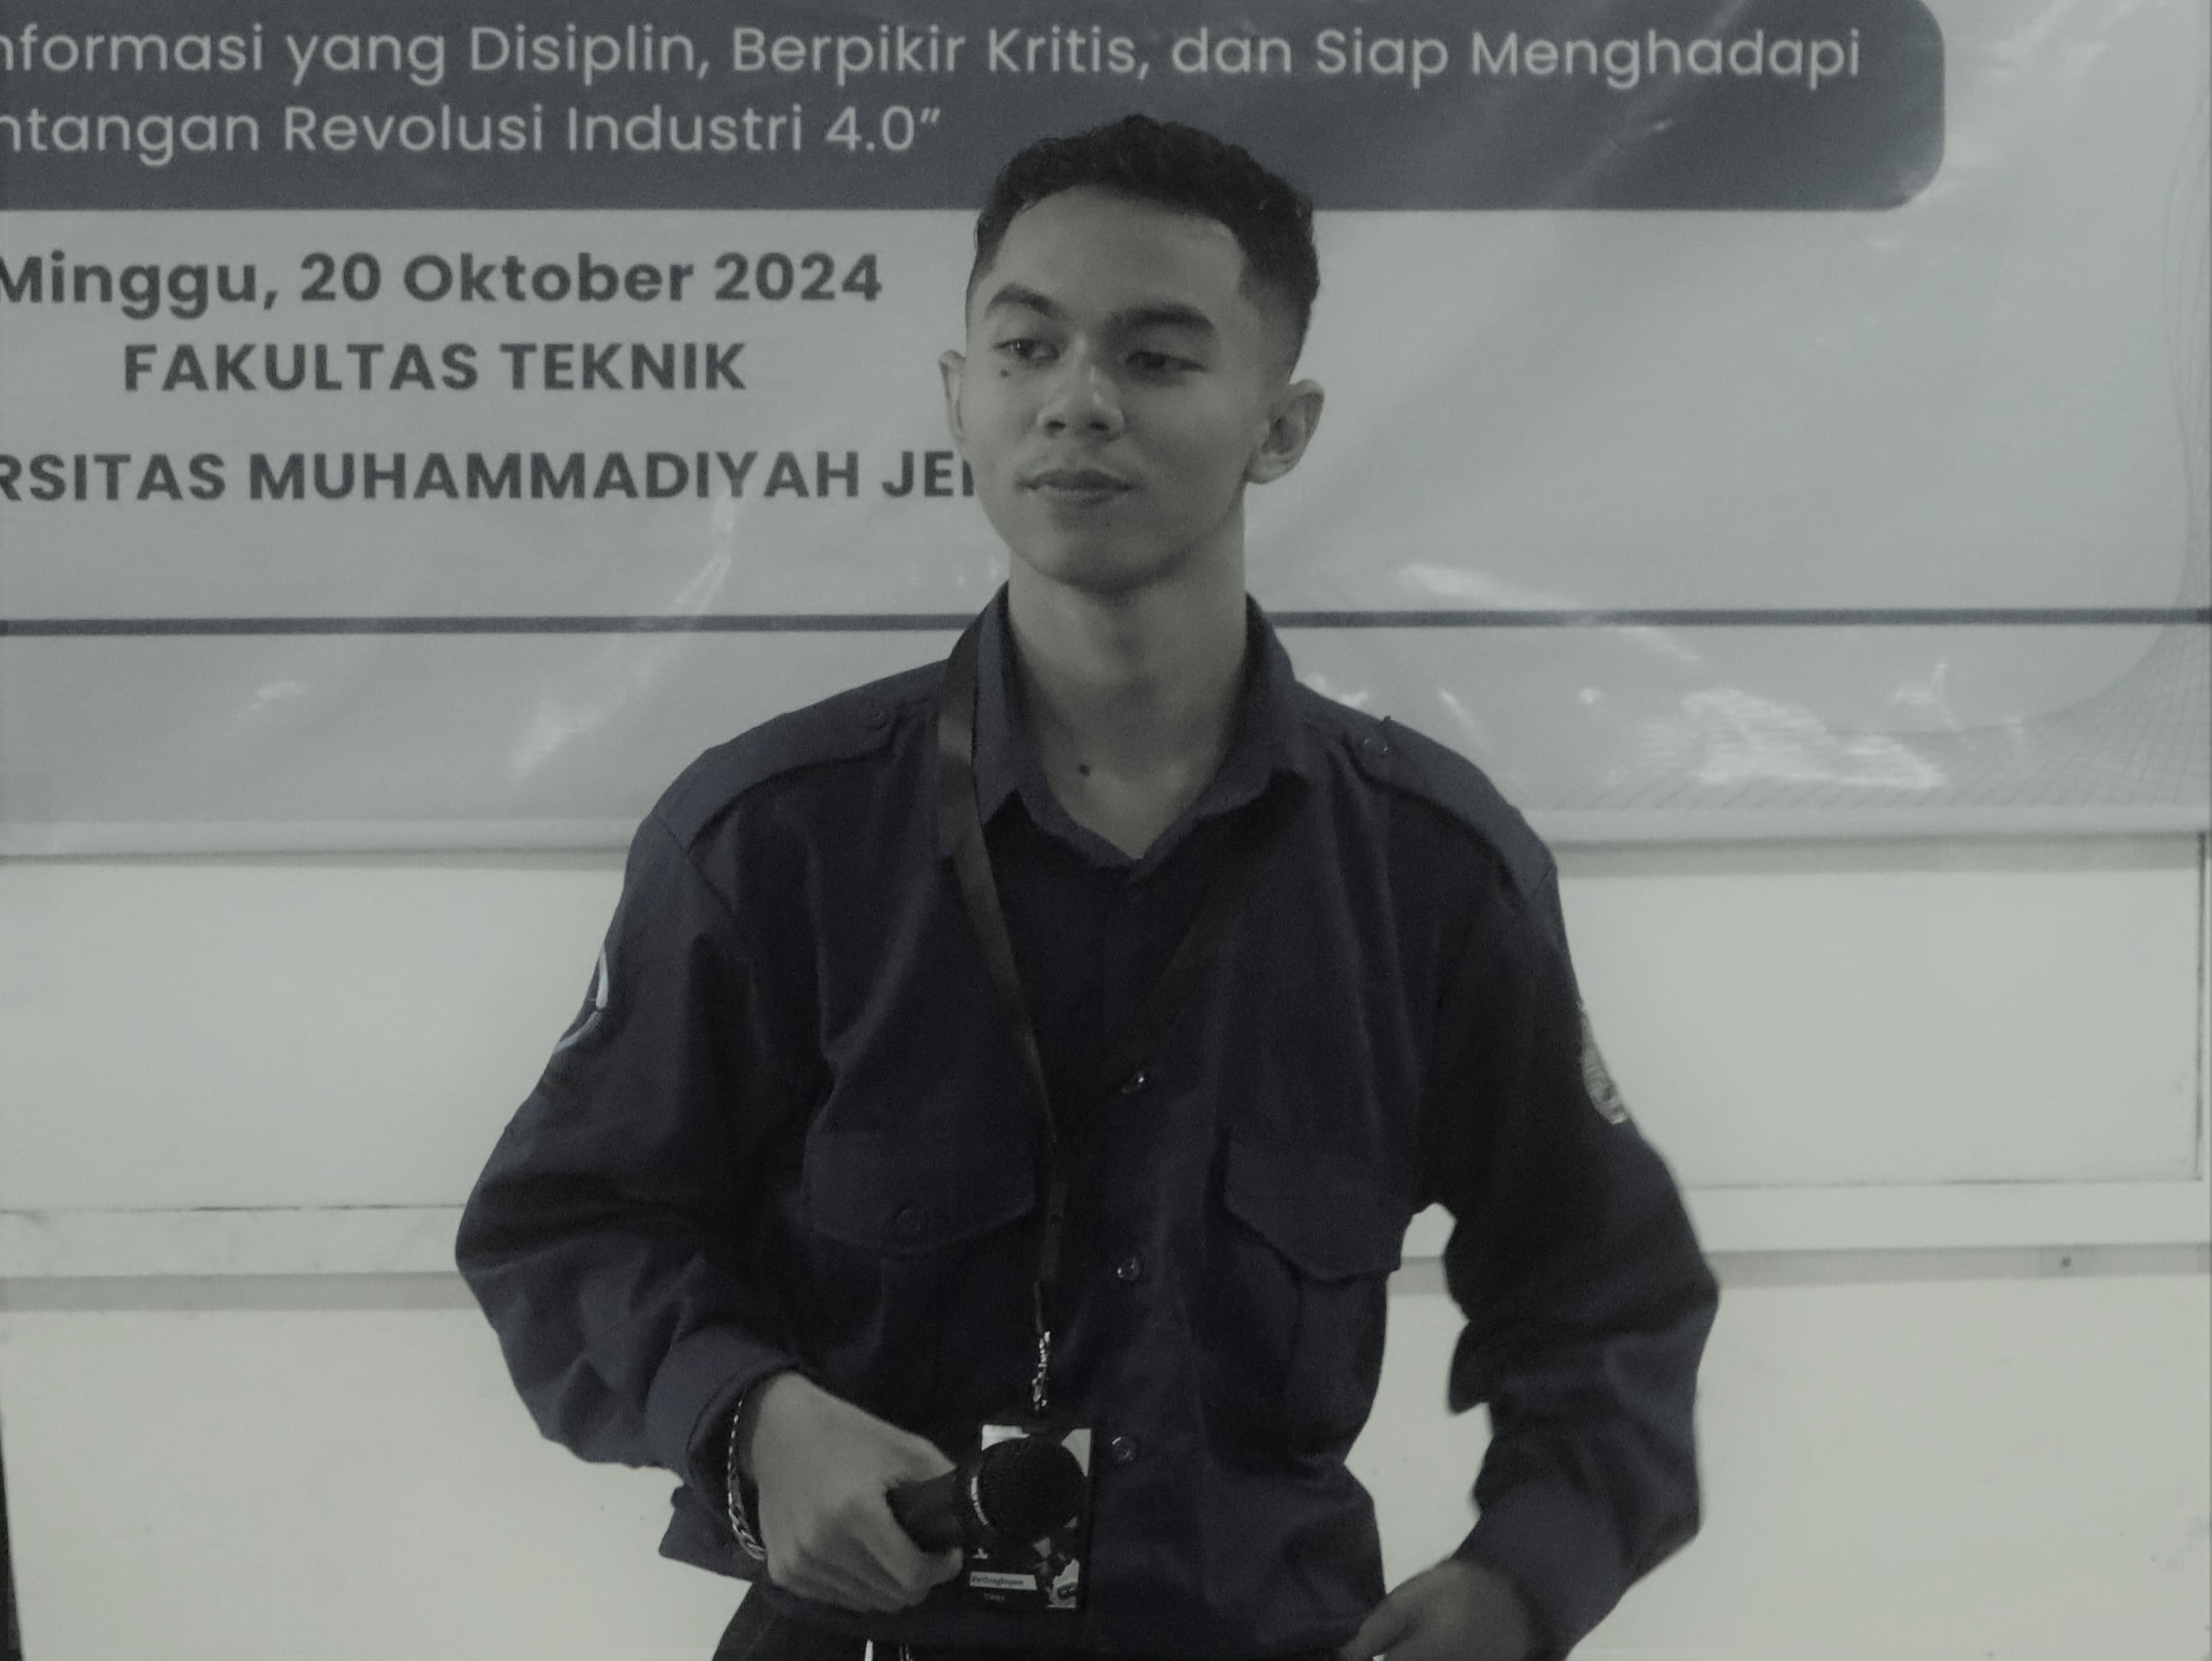 nformasi yang Disiplin, Berpikir Kritis, dan Siap Menghadapi
ntangan Revolusi Industri 4.0”
Minggu, 20 Oktober 2024
FAKULTAS TEKNIK
RSITAS MUHAMMADIYAH JE